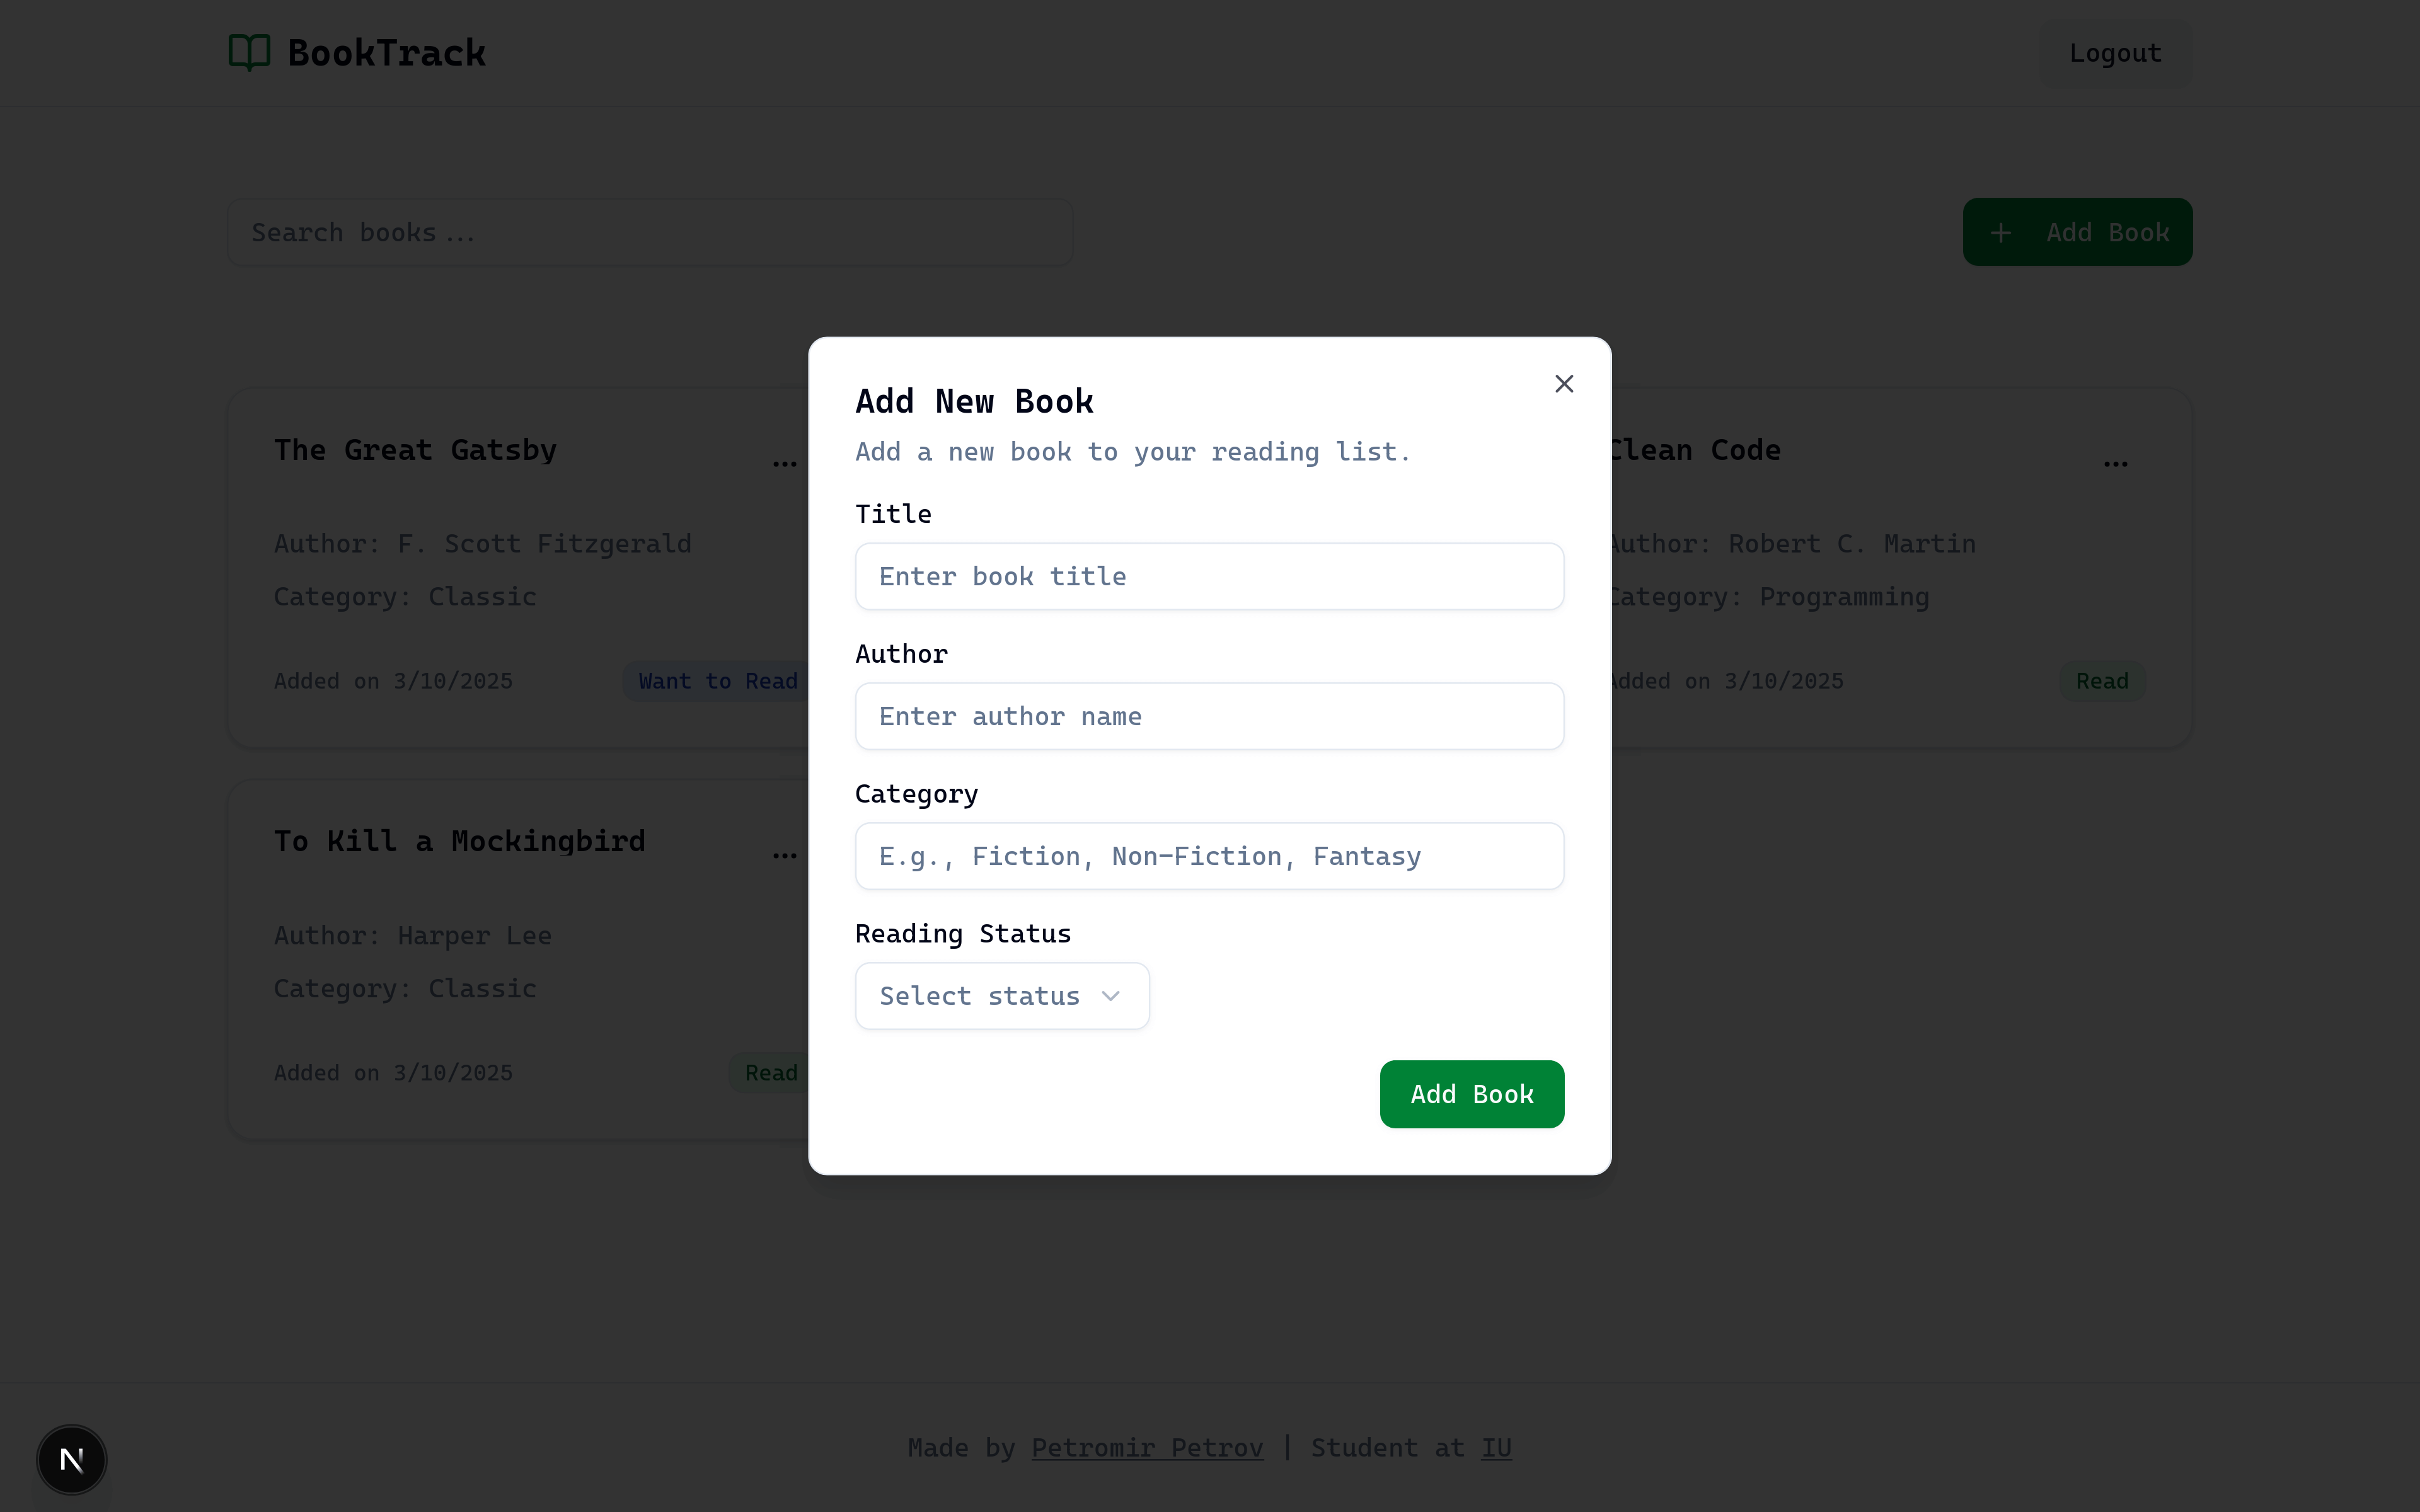 BookTrack
Logout
Search books...
Add Book
The Great Gatsby
Author: F. Scott Fitzgerald
Category: Classic
Added on 3/10/2025
Want to Read
Clean Code
Author: Robert C. Martin
Category: Programming
Added on 3/10/2025
Read
To Kill a Mockingbird
Author: Harper Lee
Category: Classic
Added on 3/10/2025
Read
Add New Book
Add a new book to your reading list.
Title
Enter book title
Author
Enter author name
Category
E.g., Fiction, Non-Fiction, Fantasy
Reading Status
Select status
Add Book
N
Made by Petromir Petrov | Student at IU